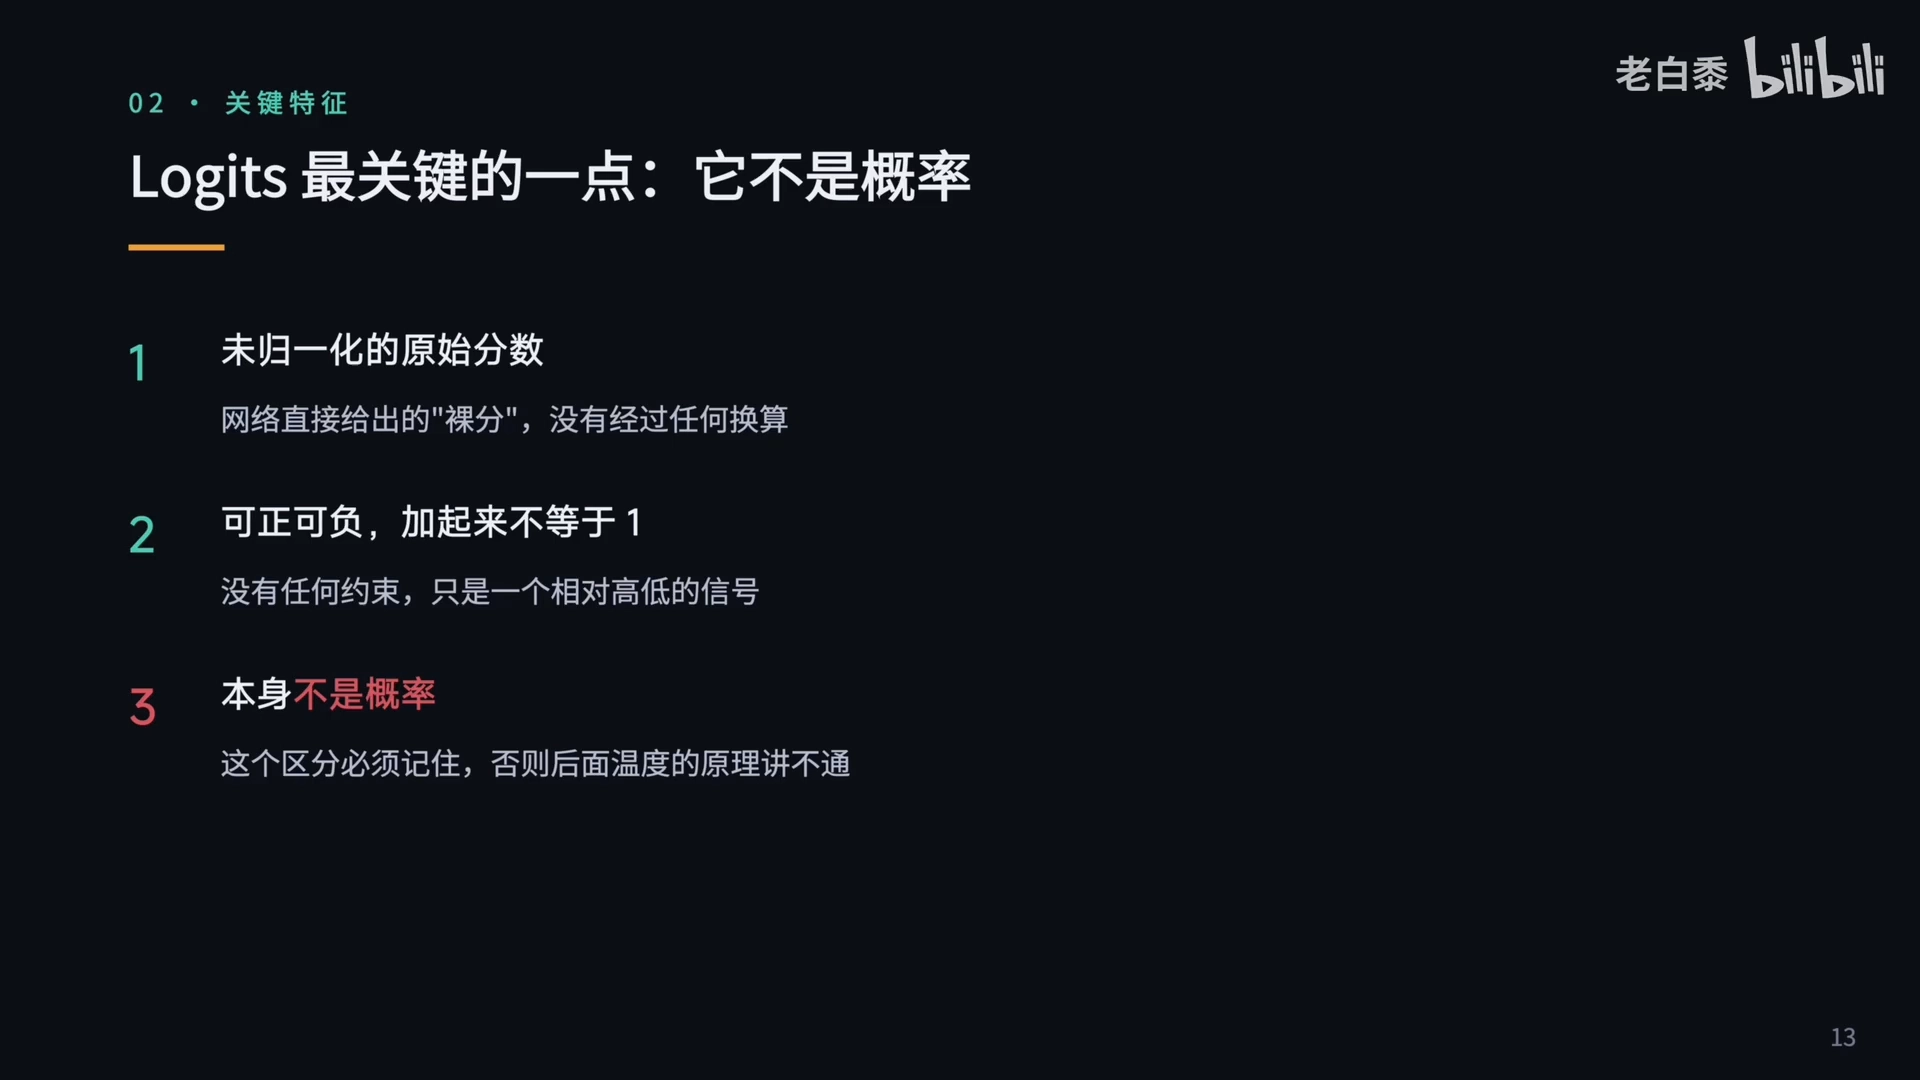 老白黍 bilibili
02 · 关键特征
Logits 最关键的一点：它不是概率
1 未归一化的原始分数
网络直接给出的"裸分"，没有经过任何换算
2 可正可负，加起来不等于 1
没有任何约束，只是一个相对高低的信号
3 本身不是概率
这个区分必须记住，否则后面温度的原理讲不通
13